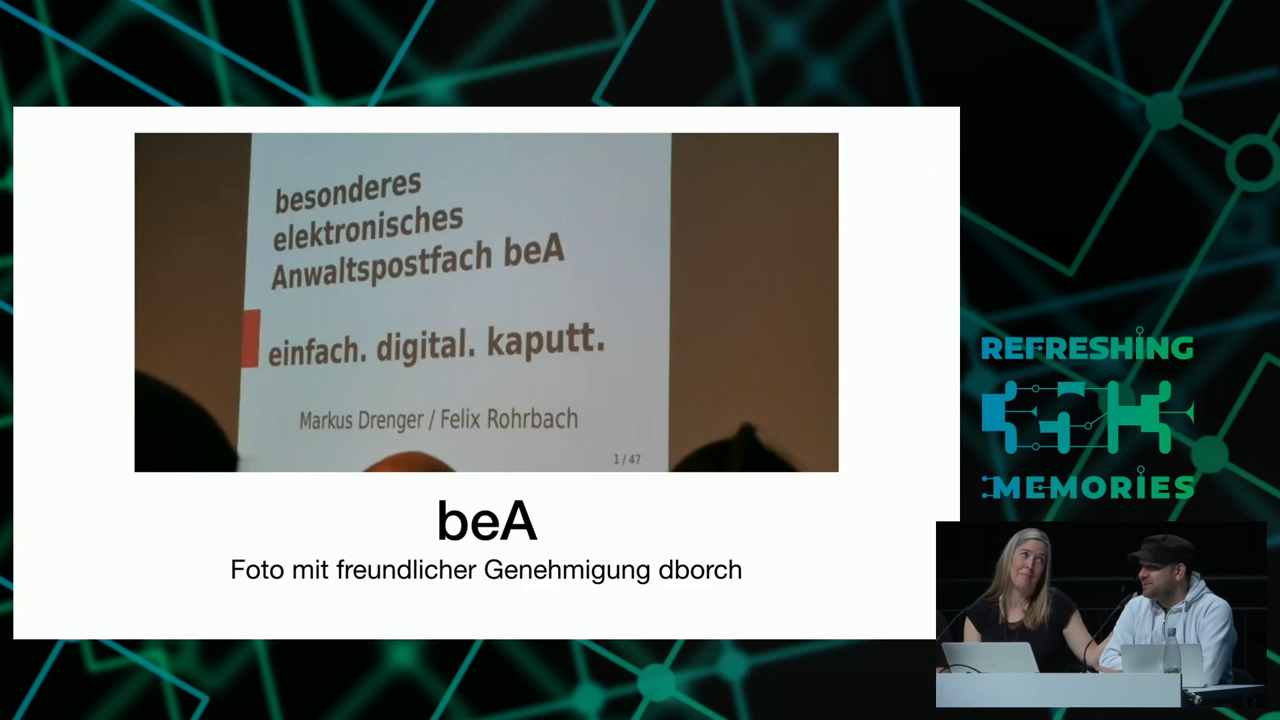 besonderes
elektronisches
Anwaltspostfach beA
einfach. digital. kaputt.
Markus Drenger / Felix Rohrbach
1 / 47
beA
Foto mit freundlicher Genehmigung dborch
REFRESHING
GPN
MEMORIES